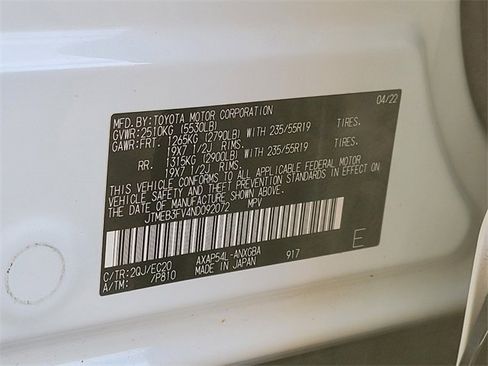 MFD.BY:TOYOTA MOTOR CORPORATION 04/22
GVWR:2510KG (5530LB)
GAWR:FRT. 1265KG (2790LB) WITH 235/55R19 TIRES.
19X7 1/2J RIMS.
RR. 1315KG (2900LB) WITH 235/55R19 TIRES.
19X7 1/2J RIMS.
THIS VEHICLE CONFORMS TO ALL APPLICABLE FEDERAL MOTOR
VEHICLE SAFETY AND THEFT PREVENTION STANDARDS IN EFFECT
ON THE DATE OF MANUFACTURE SHOWN ABOVE.
JTMEB3FV4ND092072 MPV
C/TR:2QJ/EC20 AXAP54L-ANXGBA 917 E
A/TM: /P810 MADE IN JAPAN